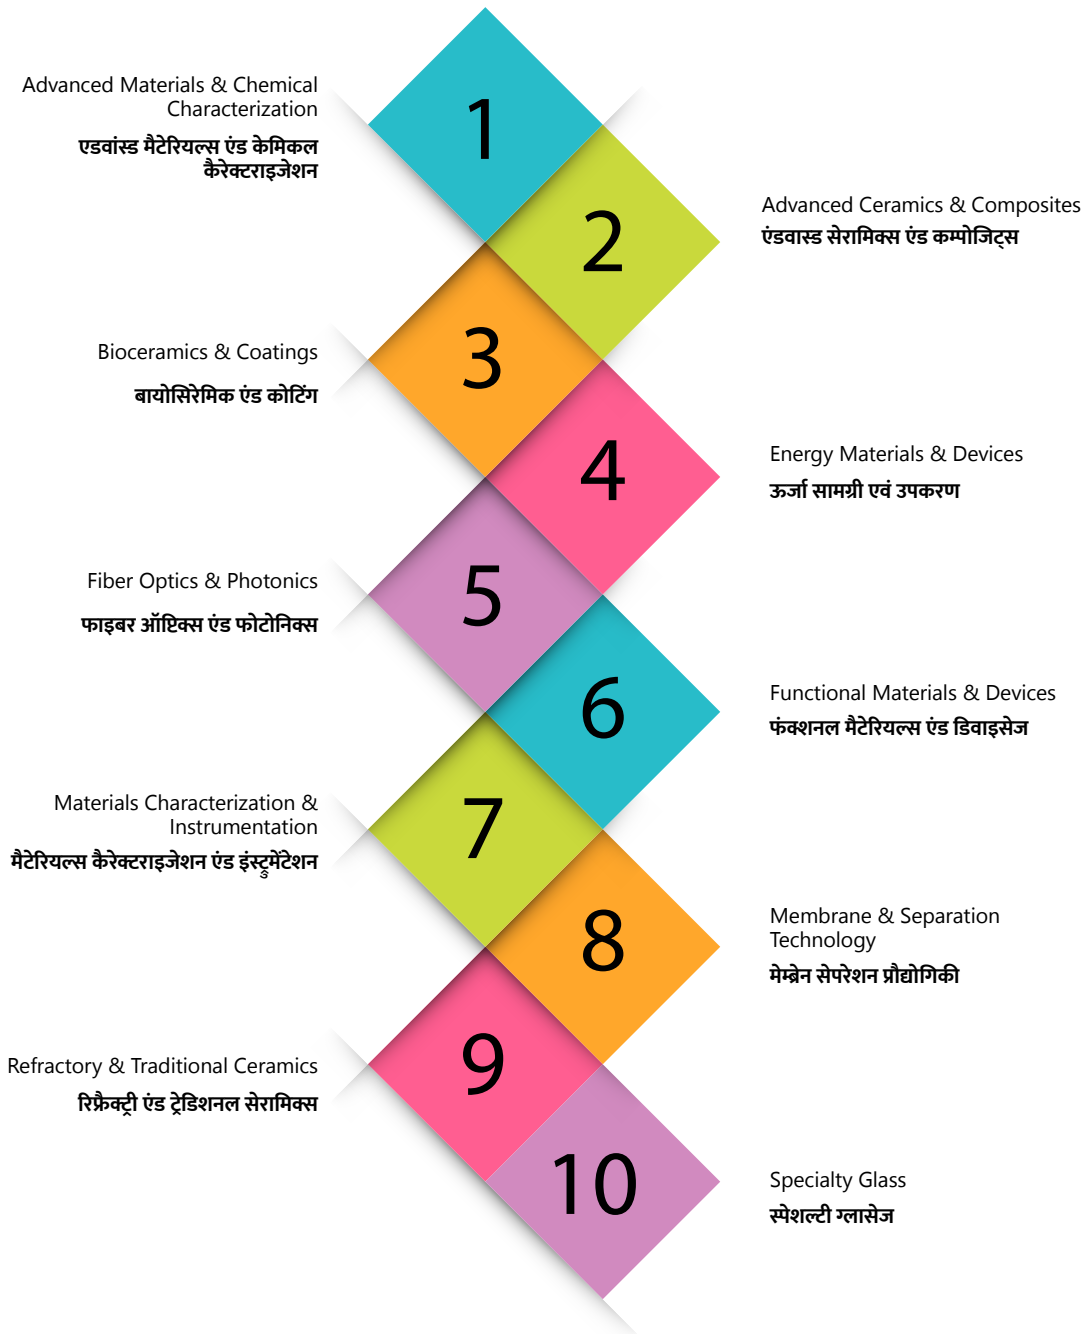 1
Advanced Materials & Chemical
Characterization
एडवांस्ड मैटेरियल्स एंड केमिकल
कैरेक्टराइजेशन
2
Advanced Ceramics & Composites
एंडवास्ड सेरामिक्स एंड कम्पोजिट्स
3
Bioceramics & Coatings
बायोसिरेमिक एंड कोटिंग
4
Energy Materials & Devices
ऊर्जा सामग्री एवं उपकरण
5
Fiber Optics & Photonics
फाइबर ऑप्टिक्स एंड फोटोनिक्स
6
Functional Materials & Devices
फंक्शनल मैटेरियल्स एंड डिवाइसेज
7
Materials Characterization &
Instrumentation
मैटेरियल्स कैरेक्टराइजेशन एंड इंस्ट्रुमेंटेशन
8
Membrane & Separation
Technology
मेम्ब्रेन सेपरेशन प्रौद्योगिकी
9
Refractory & Traditional Ceramics
रिफ्रैक्ट्री एंड ट्रेडिशनल सेरामिक्स
10
Specialty Glass
स्पेशल्टी ग्लासेज